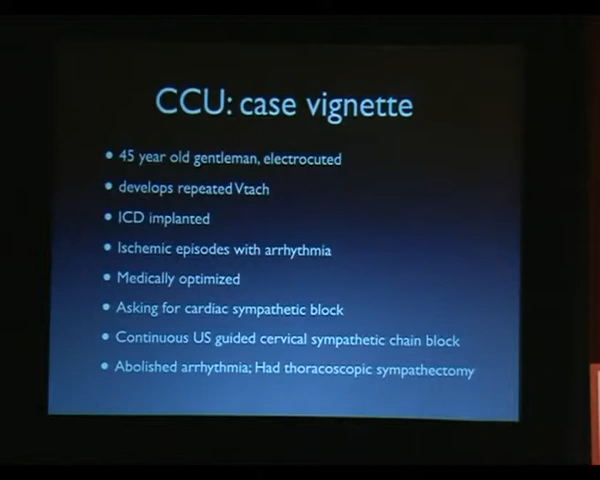 CCU: case vignette
• 45 year old gentleman, electrocuted
• develops repeated Vtach
• ICD implanted
• Ischemic episodes with arrhythmia
• Medically optimized
• Asking for cardiac sympathetic block
• Continuous US guided cervical sympathetic chain block
• Abolished arrhythmia; Had thoracoscopic sympathectomy